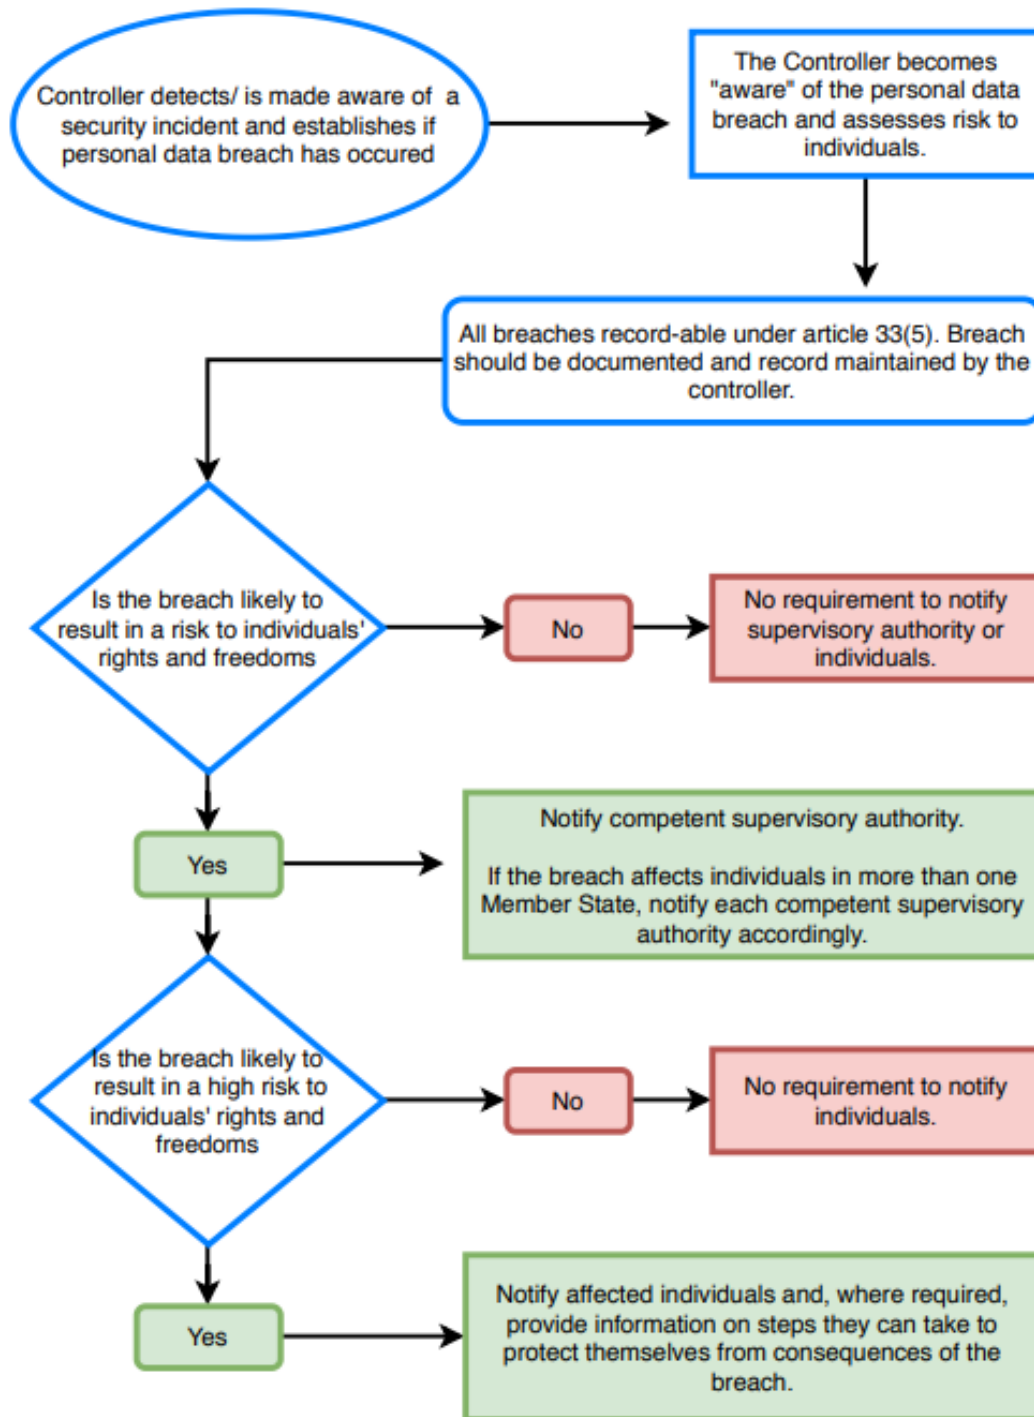 Controller detects/ is made aware of a
security incident and establishes if
personal data breach has occured
The Controller becomes
"aware" of the personal data
breach and assesses risk to
individuals.
All breaches record-able under article 33(5). Breach
should be documented and record maintained by the
controller.
Is the breach likely to
result in a risk to individuals'
rights and freedoms
No
No requirement to notify
supervisory authority or
individuals.
Yes
Notify competent supervisory authority.
If the breach affects individuals in more than one
Member State, notify each competent supervisory
authority accordingly.
Is the breach likely to
result in a high risk to
individuals' rights and
freedoms
No
No requirement to notify
individuals.
Yes
Notify affected individuals and, where required,
provide information on steps they can take to
protect themselves from consequences of the
breach.